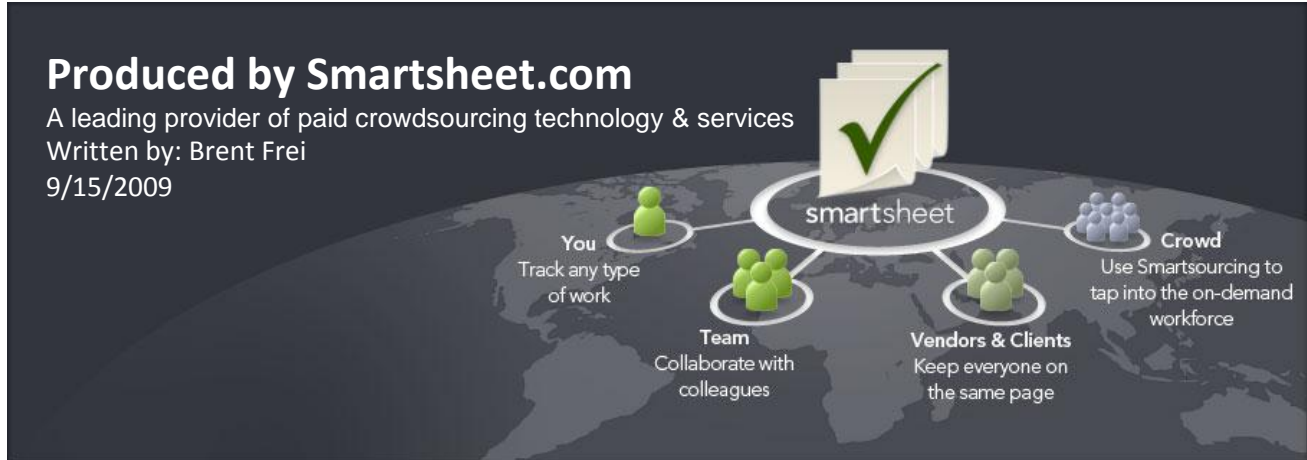 Produced by Smartsheet.com
A leading provider of paid crowdsourcing technology & services
Written by: Brent Frei
9/15/2009
smartsheet
You
Track any type
of work
Team
Collaborate with
colleagues
Vendors & Clients
Keep everyone on
the same page
Crowd
Use Smartsourcing to
tap into the on-demand
workforce